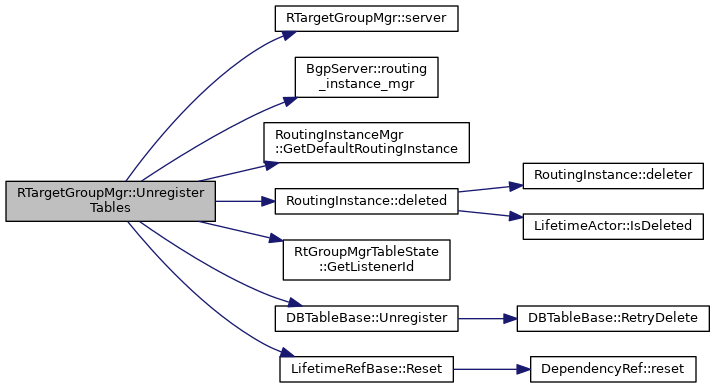 RTargetGroupMgr::Unregister
Tables
RTargetGroupMgr::server
BgpServer::routing
_instance_mgr
RoutingInstanceMgr
::GetDefaultRoutingInstance
RoutingInstance::deleted
RoutingInstance::deleter
LifetimeActor::IsDeleted
RtGroupMgrTableState
::GetListenerId
DBTableBase::Unregister
DBTableBase::RetryDelete
LifetimeRefBase::Reset
DependencyRef::reset